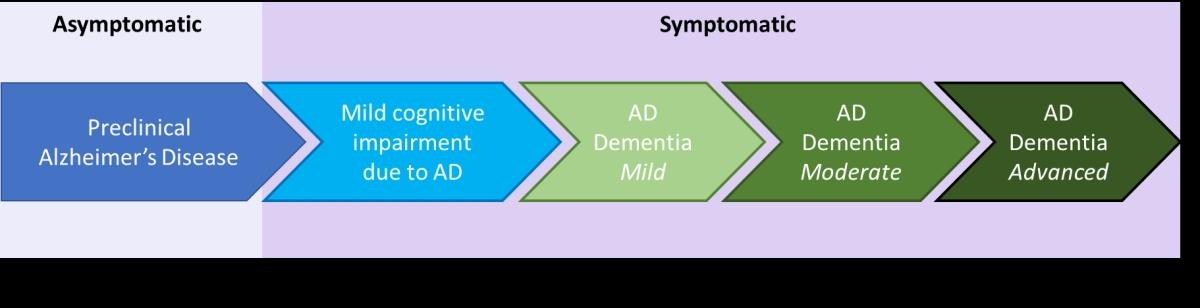 Asymptomatic
Symptomatic
Preclinical
Alzheimer’s Disease
Mild cognitive
impairment
due to AD
AD
Dementia
Mild
AD
Dementia
Moderate
AD
Dementia
Advanced